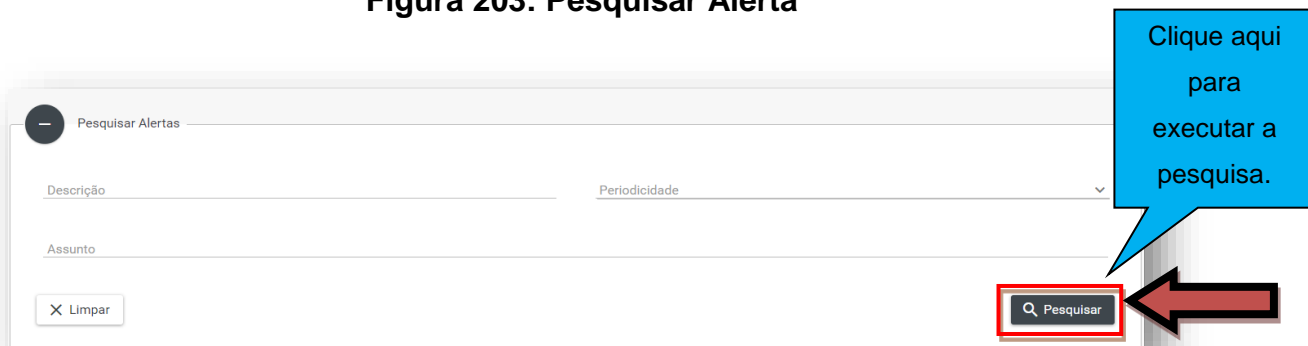 Figura 203: Pesquisar Alerta
Clique aqui
para
executar a
pesquisa.
Pesquisar Alertas
Descrição
Periodicidade
Assunto
Limpar
Pesquisar